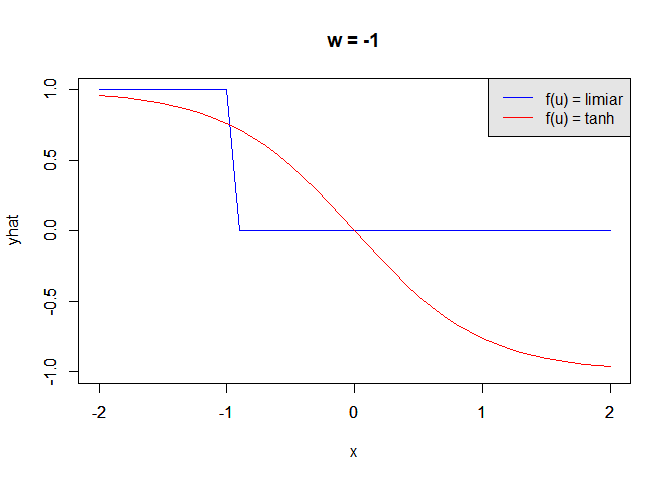 w = -1
f(u) = limiar
f(u) = tanh
yhat
1.0
0.5
0.0
-0.5
-1.0
-2
-1
0
1
2
x